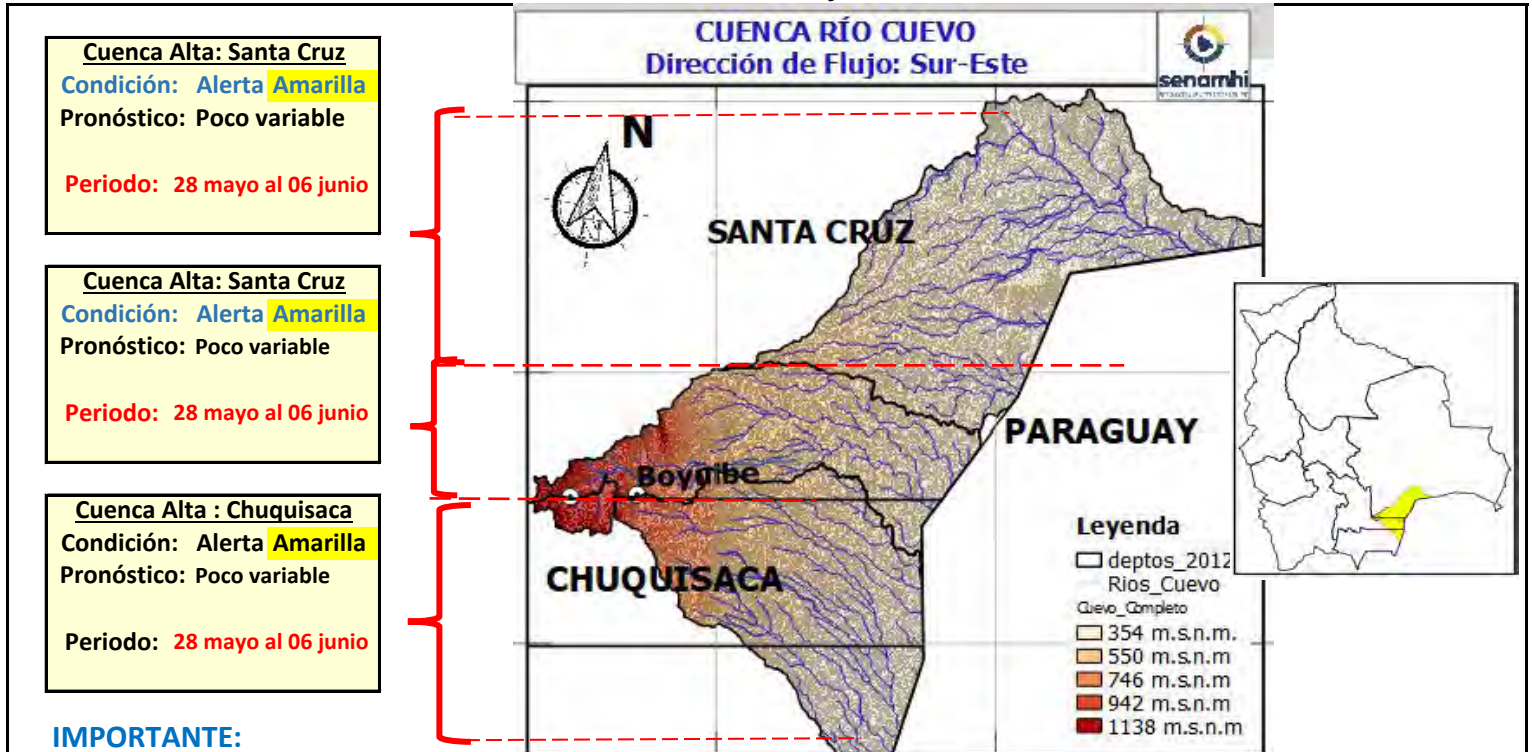 Cuenca Alta: Santa Cruz
Condición: Alerta Amarilla
Pronóstico: Poco variable
Periodo: 28 mayo al 06 junio
Cuenca Alta: Santa Cruz
Condición: Alerta Amarilla
Pronóstico: Poco variable
Periodo: 28 mayo al 06 junio
Cuenca Alta : Chuquisaca
Condición: Alerta Amarilla
Pronóstico: Poco variable
Periodo: 28 mayo al 06 junio
IMPORTANTE:
CUENCA RÍO CUEVO
Dirección de Flujo: Sur-Este
senamhi
N
SANTA CRUZ
PARAGUAY
Boyuibe
CHUQUISACA
Leyenda
deptos_2012
Rios_Cuevo
Cuevo_Completo
354 m.s.n.m.
550 m.s.n.m
746 m.s.n.m
942 m.s.n.m
1138 m.s.n.m